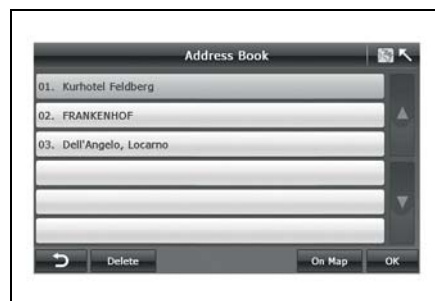 Address Book
01. Kurhotel Feldberg
02. FRANKENHOF
03. Dell'Angelo, Locarno
Delete On Map OK